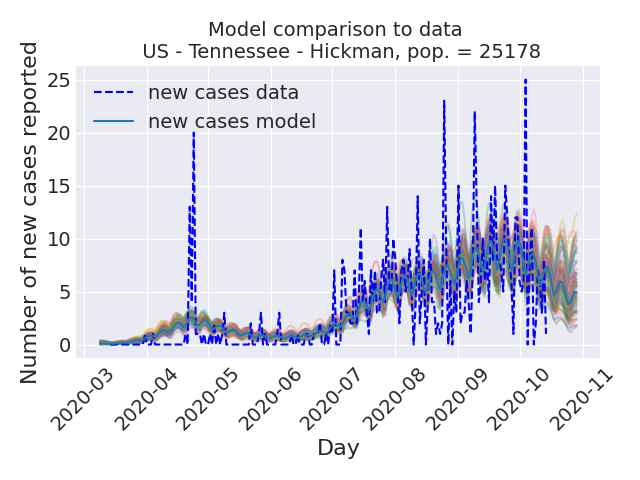 Model comparison to data
US - Tennessee - Hickman, pop. = 25178
Number of new cases reported
25
20
15
10
5
0
new cases data
new cases model
2020-03
2020-04
2020-05
2020-06
2020-07
2020-08
2020-09
2020-10
2020-11
Day